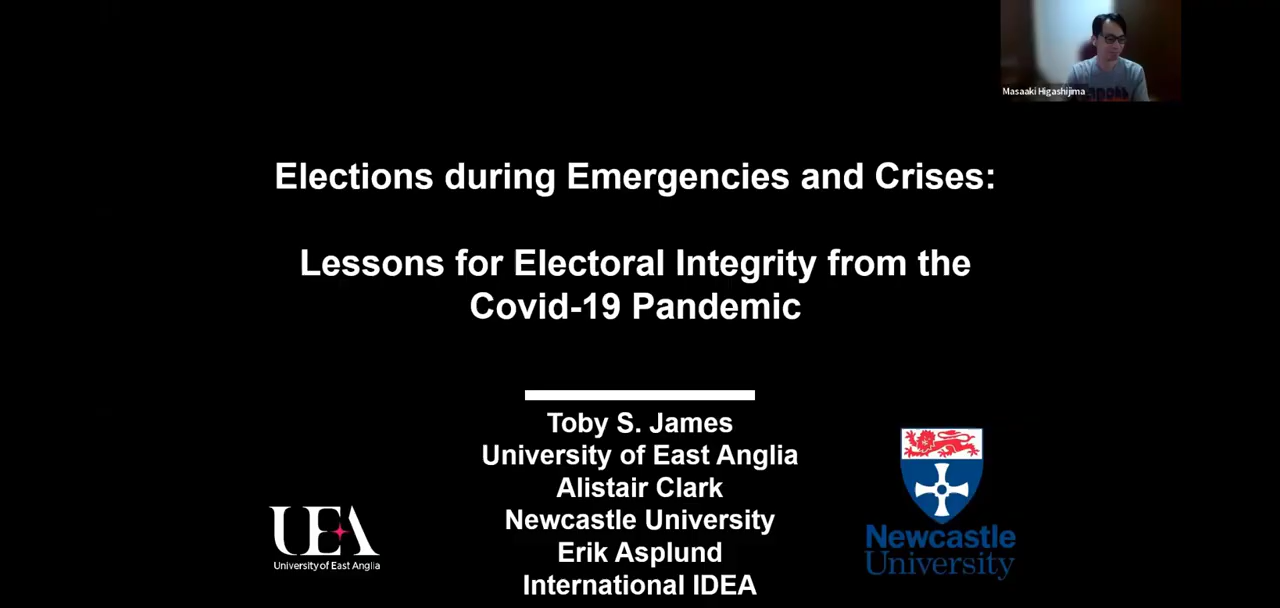 Masaaki Higashijima
Elections during Emergencies and Crises:
Lessons for Electoral Integrity from the
Covid-19 Pandemic
Toby S. James
University of East Anglia
Alistair Clark
Newcastle University
Erik Asplund
International IDEA
UEA
University of East Anglia
Newcastle
University